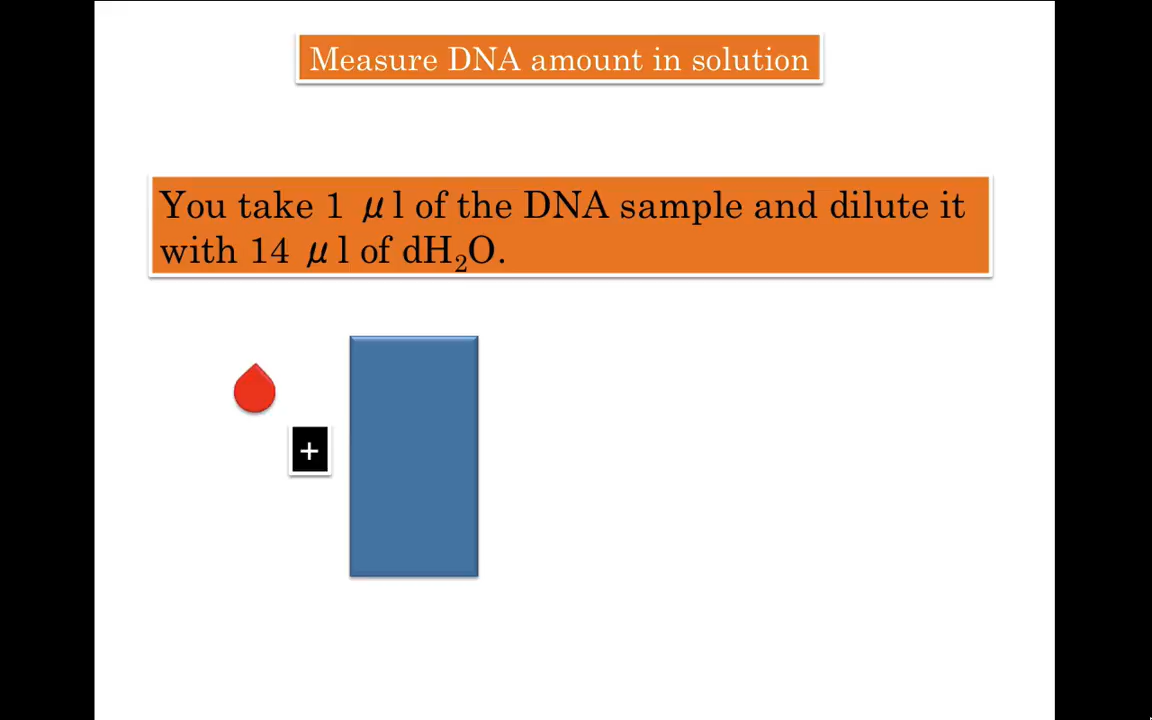 Measure DNA amount in solution
You take 1 μl of the DNA sample and dilute it
with 14 μl of dH₂O.
+